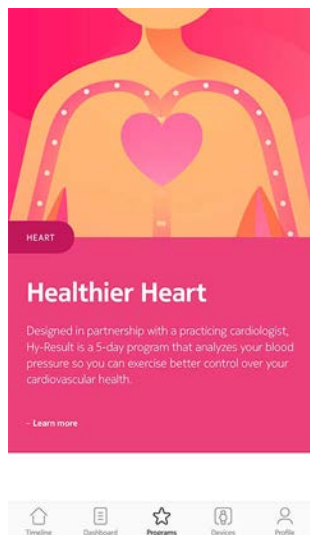 HEART
Healthier Heart
Designed in partnership with a practicing cardiologist,
Hy-Result is a 5-day program that analyzes your blood
pressure so you can exercise better control over your
cardiovascular health.
– Learn more
Timeline Dashboard Programs Devices Profile